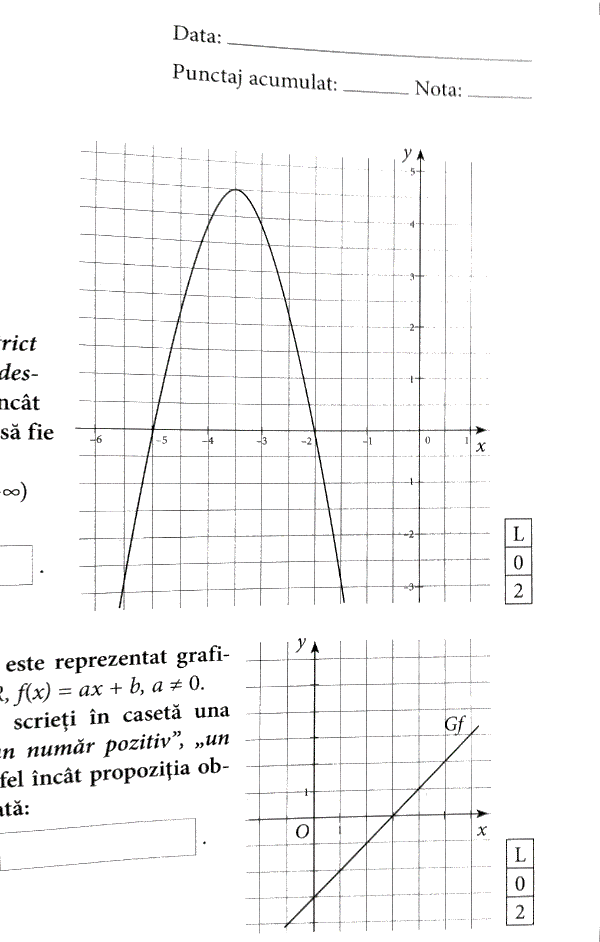 Data:
Punctaj acumulat: Nota:
y
5
4
3
2
1
-6 -5 -4 -3 -2 -1 0 1 x
1
-2
-3
rict
des-
ncât
să fie
∞)
.
L
0
2
este reprezentat grafi-
R, f(x) = ax + b, a ≠ 0.
scrieți în casetă una
un număr pozitiv”, „un
fel încât propoziția ob-
ată:
.
y
Gf
1
O 1 x
L
0
2